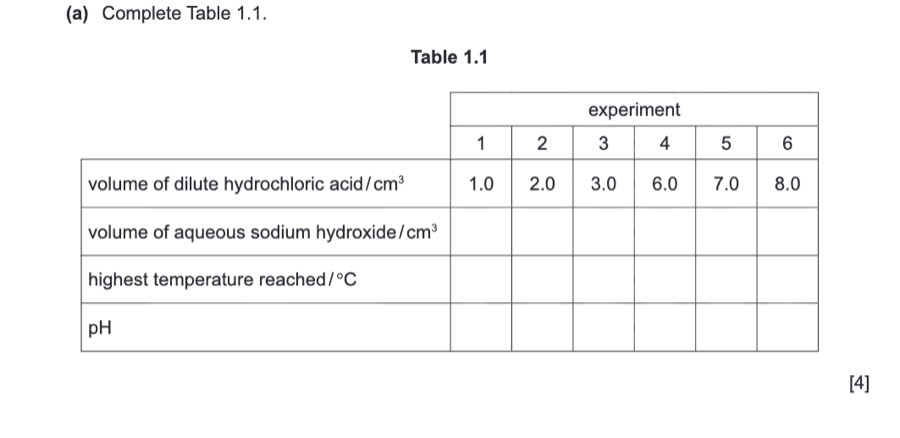 (a) Complete Table 1.1.
Table 1.1
experiment
1 2 3 4 5 6
volume of dilute hydrochloric acid/cm³ 1.0 2.0 3.0 6.0 7.0 8.0
volume of aqueous sodium hydroxide/cm³
highest temperature reached/°C
pH
[4]